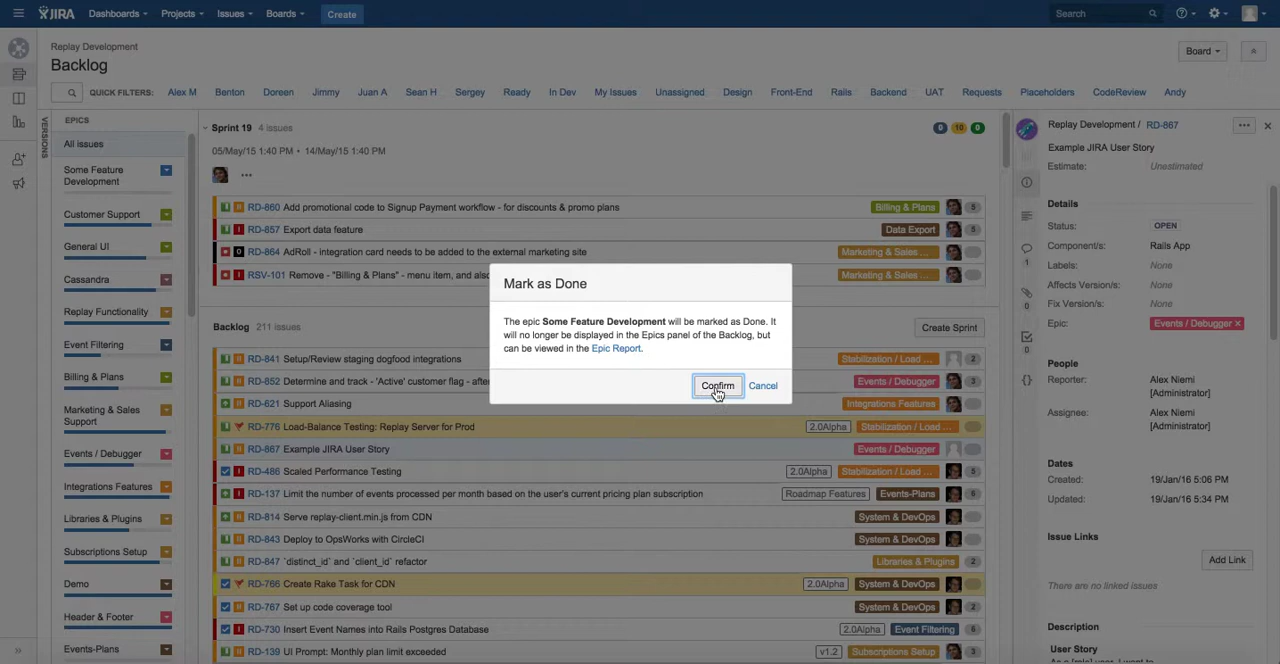 JIRA Dashboards Projects Issues Boards Create Search
Replay Development
Backlog
Board
QUICK FILTERS: Alex M Benton Doreen Jimmy Juan A Sean H Sergey Ready In Dev My Issues Unassigned Design Front-End Rails Backend UAT Requests Placeholders CodeReview Andy
VERSIONS
EPICS
All issues
Some Feature
Development
Customer Support
General UI
Cassandra
Replay Functionality
Event Filtering
Billing & Plans
Marketing & Sales
Support
Events / Debugger
Integrations Features
Libraries & Plugins
Subscriptions Setup
Demo
Header & Footer
Events-Plans
Sprint 19 4 issues 0 10 0
05/May/15 1:40 PM • 14/May/15 1:40 PM
RD-860 Add promotional code to Signup Payment workflow - for discounts & promo plans Billing & Plans 5
RD-857 Export data feature Data Export 5
RD-864 AdRoll - integration card needs to be added to the external marketing site Marketing & Sales ...
RSV-101 Remove - "Billing & Plans" - menu item, and also Marketing & Sales ...
Backlog 211 issues Create Sprint
RD-841 Setup/Review staging dogfood integrations Stabilization / Load ... 2
RD-852 Determine and track - 'Active' customer flag - after Events / Debugger 3
RD-621 Support Aliasing Integrations Features
RD-776 Load-Balance Testing: Replay Server for Prod 2.0Alpha Stabilization / Load ...
RD-867 Example JIRA User Story Events / Debugger
RD-486 Scaled Performance Testing 2.0Alpha Stabilization / Load ... 5
RD-137 Limit the number of events processed per month based on the user's current pricing plan subscription Roadmap Features Events-Plans 6
RD-814 Serve replay-client.min.js from CDN System & DevOps
RD-843 Deploy to OpsWorks with CircleCI System & DevOps
RD-847 `distinct_id` and `client_id` refactor Libraries & Plugins 2
RD-766 Create Rake Task for CDN 2.0Alpha System & DevOps
RD-767 Set up code coverage tool System & DevOps 2
RD-730 Insert Event Names into Rails Postgres Database 2.0Alpha Event Filtering 6
RD-139 UI Prompt: Monthly plan limit exceeded v1.2 Subscriptions Setup 3
Mark as Done
The epic Some Feature Development will be marked as Done. It
will no longer be displayed in the Epics panel of the Backlog, but
can be viewed in the Epic Report.
Confirm Cancel
Replay Development / RD-867
Example JIRA User Story
Estimate: Unestimated
Details
Status: OPEN
Component/s: Rails App
Labels: None
Affects Version/s: None
Fix Version/s: None
Epic: Events / Debugger
1
0
0
People
Reporter: Alex Niemi
[Administrator]
Assignee: Alex Niemi
[Administrator]
Dates
Created: 19/Jan/16 5:06 PM
Updated: 19/Jan/16 5:34 PM
Issue Links
Add Link
There are no linked issues
Description
User Story